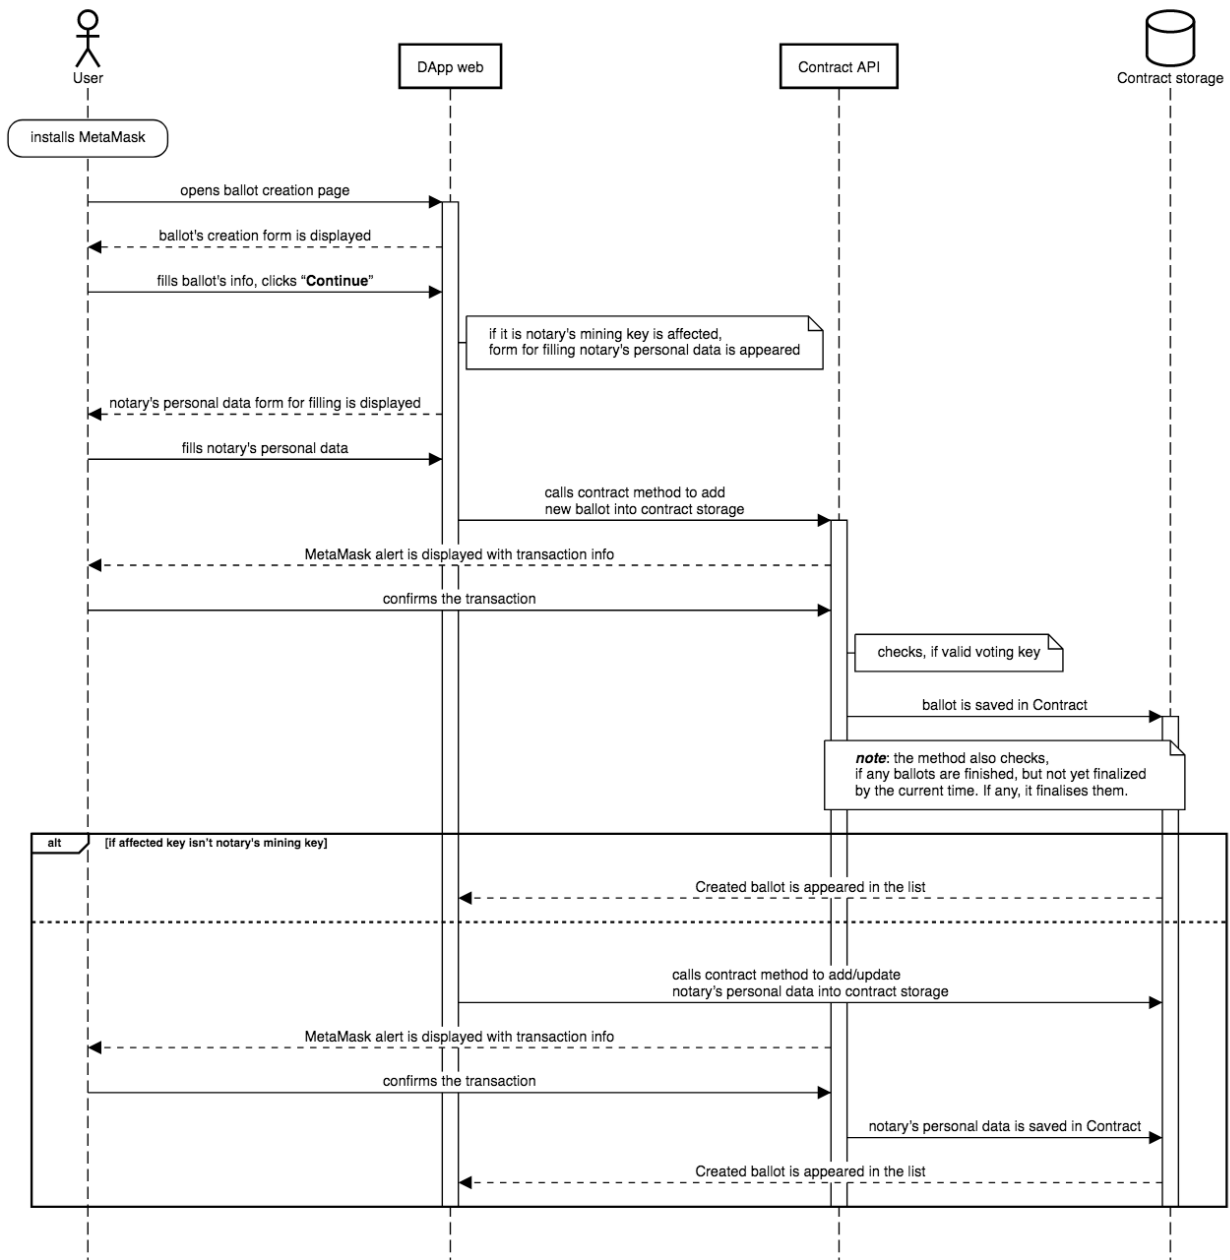 User
DApp web
Contract API
Contract storage
installs MetaMask
opens ballot creation page
ballot's creation form is displayed
fills ballot's info, clicks “Continue”
if it is notary's mining key is affected,
form for filling notary's personal data is appeared
notary's personal data form for filling is displayed
fills notary's personal data
calls contract method to add
new ballot into contract storage
MetaMask alert is displayed with transaction info
confirms the transaction
checks, if valid voting key
ballot is saved in Contract
note: the method also checks,
if any ballots are finished, but not yet finalized
by the current time. If any, it finalises them.
alt
[if affected key isn't notary's mining key]
Created ballot is appeared in the list
calls contract method to add/update
notary's personal data into contract storage
MetaMask alert is displayed with transaction info
confirms the transaction
notary's personal data is saved in Contract
Created ballot is appeared in the list